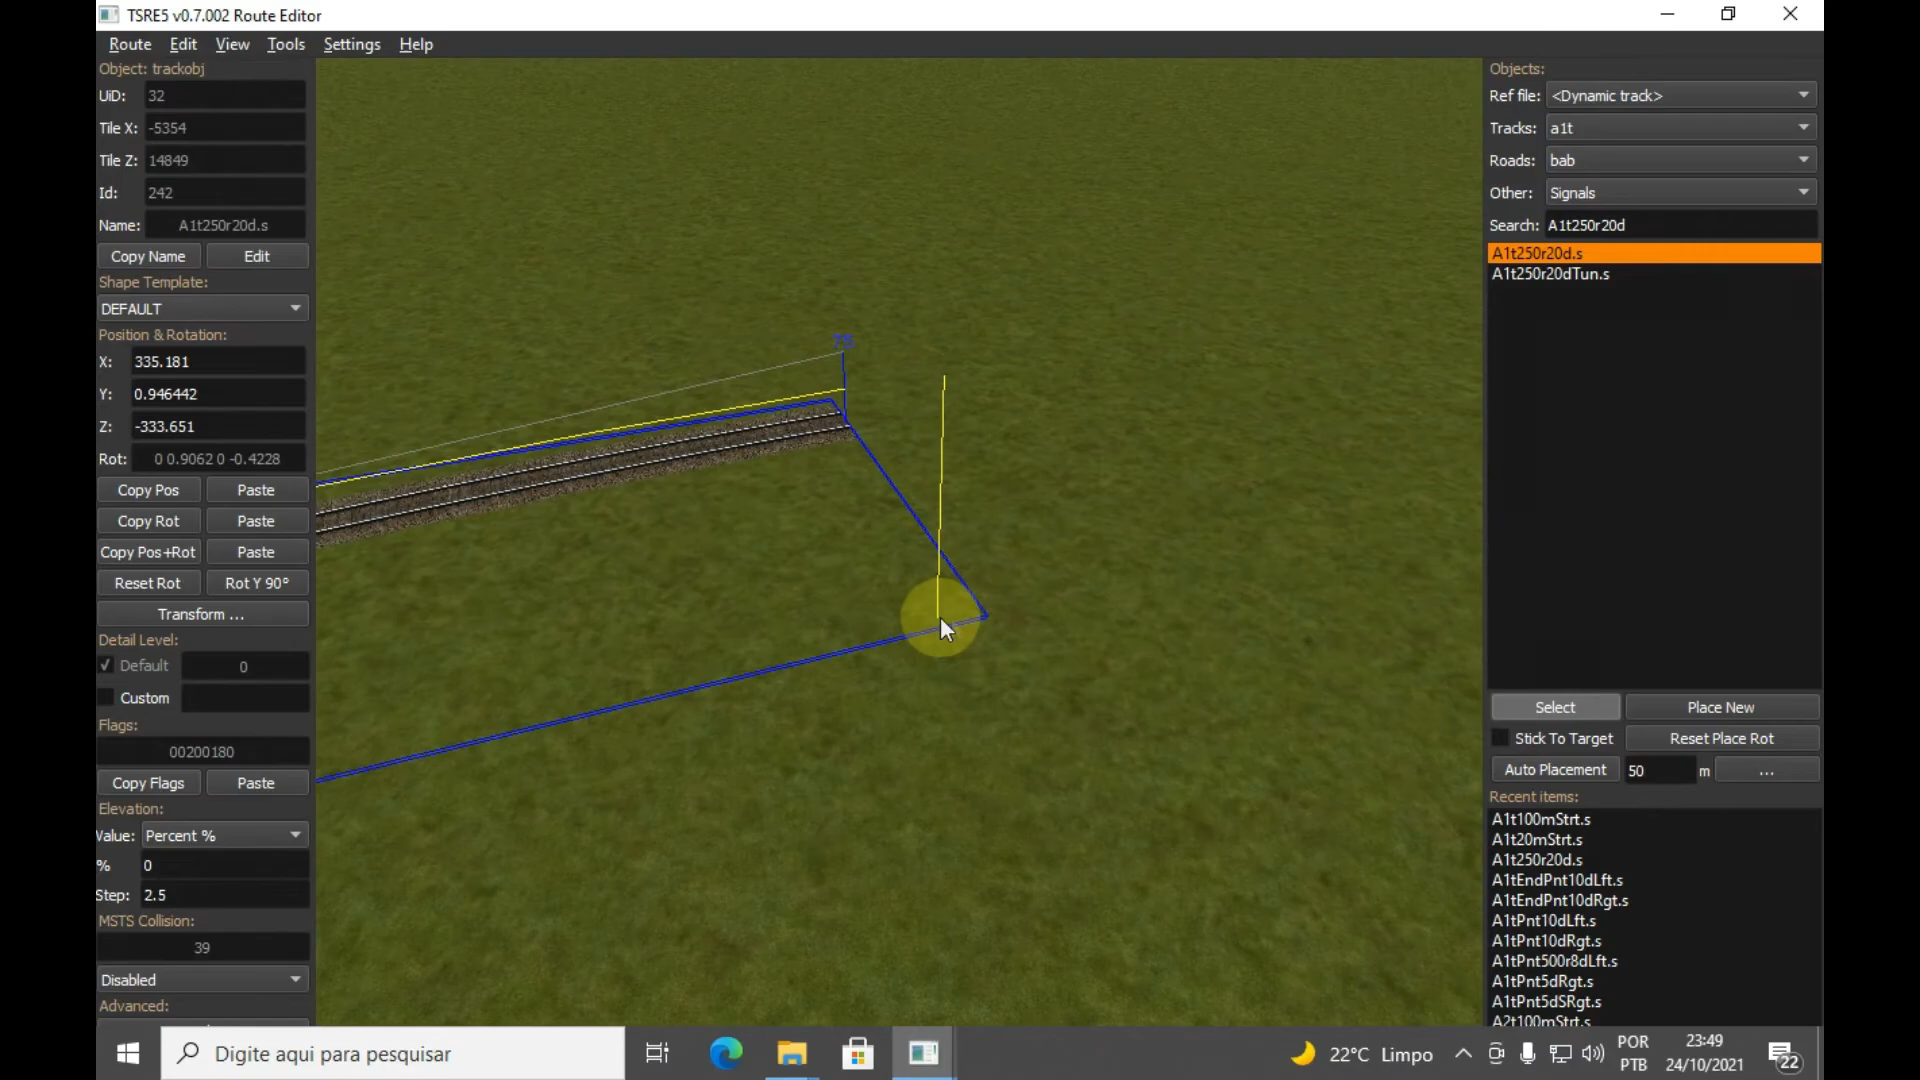 TSRE5 v0.7.002 Route Editor
Route Edit View Tools Settings Help
Object: trackobj
UiD: 32
Tile X: -5354
Tile Z: 14849
Id: 242
Name: A1t250r20d.s
Copy Name Edit
Shape Template:
DEFAULT
Position & Rotation:
X: 335.181
Y: 0.946442
Z: -333.651
Rot: 0 0.9062 0 -0.4228
Copy Pos Paste
Copy Rot Paste
Copy Pos+Rot Paste
Reset Rot Rot Y 90°
Transform ...
Detail Level:
Default 0
Custom
Flags:
00200180
Copy Flags Paste
Elevation:
Value: Percent %
% 0
Step: 2.5
MSTS Collision:
39
Disabled
Advanced:
75
Objects:
Ref file: <Dynamic track>
Tracks: a1t
Roads: bab
Other: Signals
Search: A1t250r20d
A1t250r20d.s
A1t250r20dTun.s
Select Place New
Stick To Target Reset Place Rot
Auto Placement 50 m ...
Recent items:
A1t100mStrt.s
A1t20mStrt.s
A1t250r20d.s
A1tEndPnt10dLft.s
A1tEndPnt10dRgt.s
A1tPnt10dLft.s
A1tPnt10dRgt.s
A1tPnt500r8dLft.s
A1tPnt5dRgt.s
A1tPnt5dSRgt.s
A2t100mStrt.s
Digite aqui para pesquisar
22°C Limpo
POR
PTB
23:49
24/10/2021
22